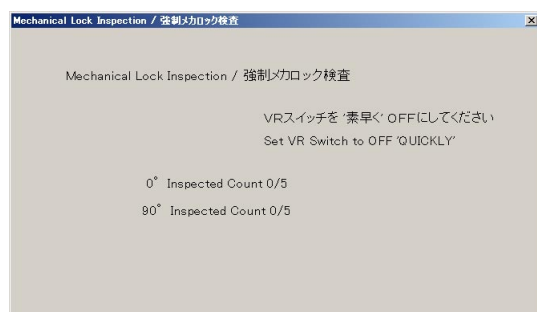 Mechanical Lock Inspection / 強制メカロック検査
Mechanical Lock Inspection / 強制メカロック検査
VRスイッチを '素早く' OFFにしてください
Set VR Switch to OFF 'QUICKLY'
0° Inspected Count 0/5
90° Inspected Count 0/5